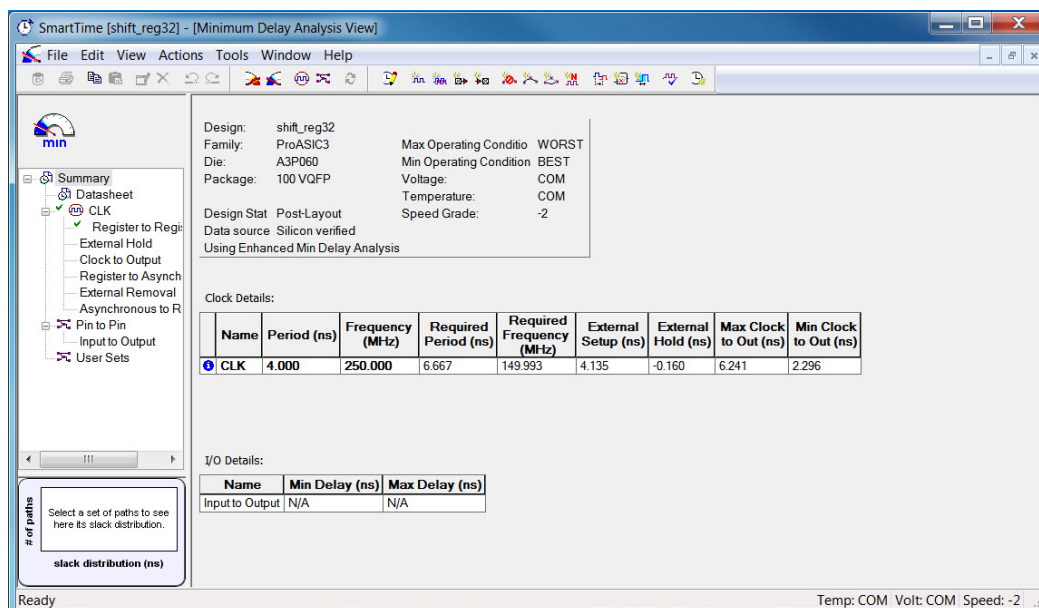 SmartTime [shift_reg32] - [Minimum Delay Analysis View]
File Edit View Actions Tools Window Help
min
Summary
Datasheet
CLK
Register to Regi
External Hold
Clock to Output
Register to Asynch
External Removal
Asynchronous to R
Pin to Pin
Input to Output
User Sets
# of paths
Select a set of paths to see
here its slack distribution.
slack distribution (ns)
Design: shift_reg32
Family: ProASIC3 Max Operating Conditio WORST
Die: A3P060 Min Operating Condition BEST
Package: 100 VQFP Voltage: COM
Temperature: COM
Design Stat Post-Layout Speed Grade: -2
Data source Silicon verified
Using Enhanced Min Delay Analysis
Clock Details:
Name Period (ns) Frequency (MHz) Required Period (ns) Required Frequency (MHz) External Setup (ns) External Hold (ns) Max Clock to Out (ns) Min Clock to Out (ns)
CLK 4.000 250.000 6.667 149.993 4.135 -0.160 6.241 2.296
I/O Details:
Name Min Delay (ns) Max Delay (ns)
Input to Output N/A N/A
Ready Temp: COM Volt: COM Speed: -2